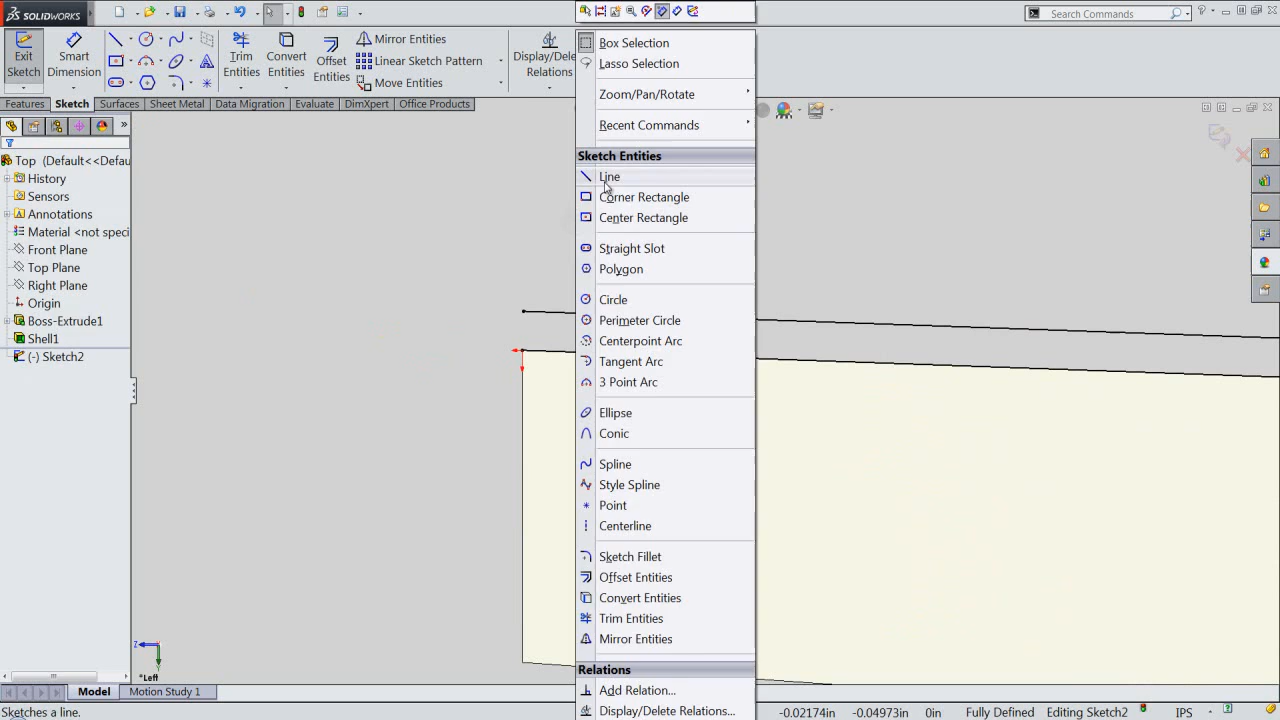 SOLIDWORKS
Search Commands
Exit Sketch
Smart Dimension
Trim Entities
Convert Entities
Offset Entities
Mirror Entities
Linear Sketch Pattern
Move Entities
Display/Delete Relations
Features
Sketch
Surfaces
Sheet Metal
Data Migration
Evaluate
DimXpert
Office Products
Top (Default<<Defau
History
Sensors
Annotations
Material <not speci
Front Plane
Top Plane
Right Plane
Origin
Boss-Extrude1
Shell1
(-) Sketch2
Box Selection
Lasso Selection
Zoom/Pan/Rotate
Recent Commands
Sketch Entities
Line
Corner Rectangle
Center Rectangle
Straight Slot
Polygon
Circle
Perimeter Circle
Centerpoint Arc
Tangent Arc
3 Point Arc
Ellipse
Conic
Spline
Style Spline
Point
Centerline
Sketch Fillet
Offset Entities
Convert Entities
Trim Entities
Mirror Entities
Relations
Add Relation...
Display/Delete Relations...
Z
Y
*Left
Model
Motion Study 1
Sketches a line.
-0.02174in
-0.04973in
0in
Fully Defined
Editing Sketch2
IPS